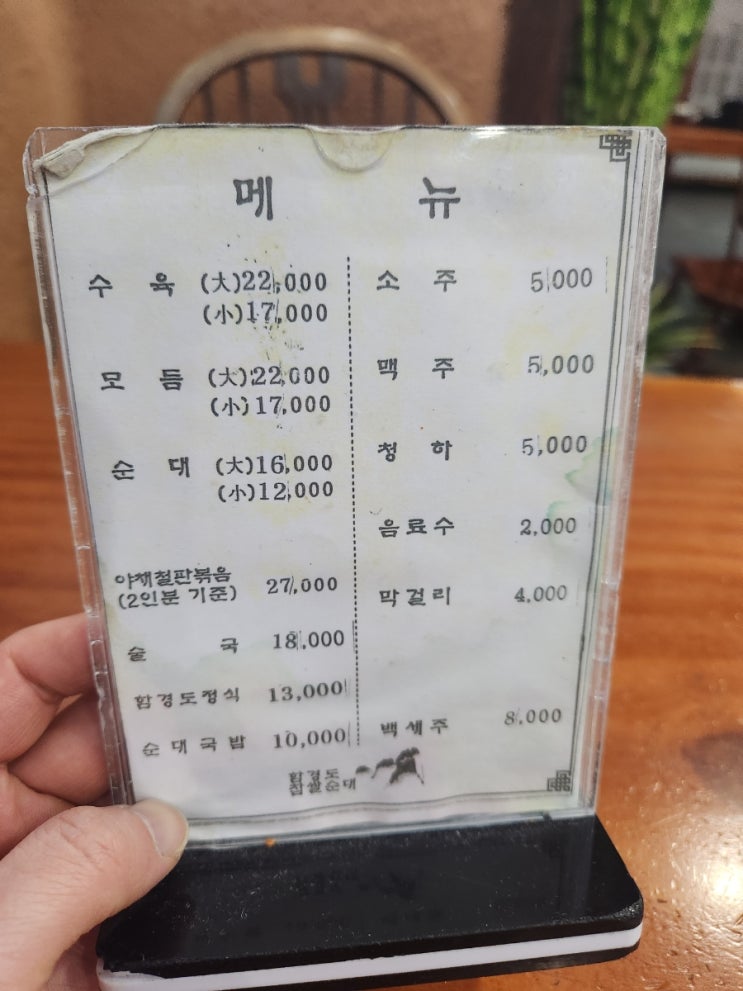 메 뉴
수 육 (大)22,000
(小)17,000
모 듬 (大)22,000
(小)17,000
순 대 (大)16,000
(小)12,000
야채철판볶음
(2인분 기준) 27,000
술 국 18,000
함경도정식 13,000
순대국밥 10,000
소 주 5,000
맥 주 5,000
청 하 5,000
음료수 2,000
막걸리 4,000
백세주 8,000
함경도
찹쌀순대